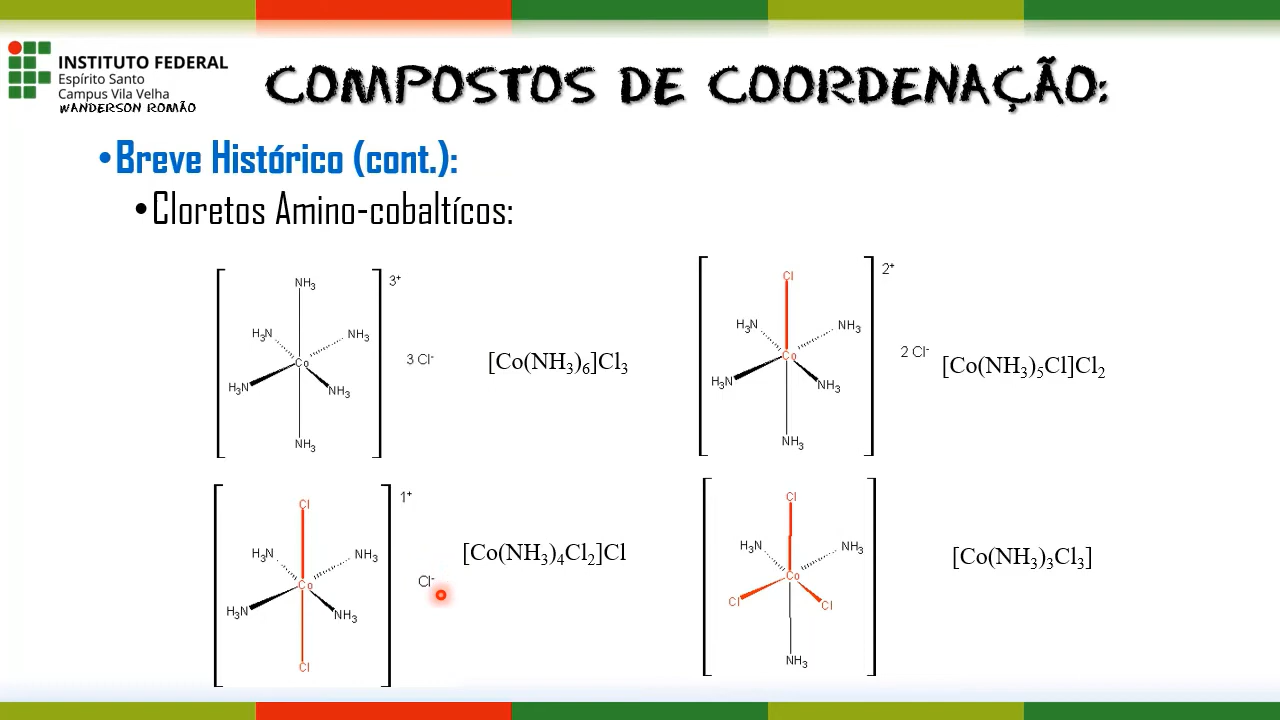 INSTITUTO FEDERAL
Espírito Santo
Campus Vila Velha
WANDERSON ROMÃO
COMPOSTOS DE COORDENAÇÃO:
•Breve Histórico (cont.):
•Cloretos Amino-cobaltícos:
NH₃
3⁺
H₃N
NH₃
Co
3 Cl⁻
[Co(NH₃)₆]Cl₃
H₃N
NH₃
NH₃
Cl
2⁺
H₃N
NH₃
Co
2 Cl⁻
[Co(NH₃)₅Cl]Cl₂
H₃N
NH₃
NH₃
Cl
1⁺
H₃N
NH₃
Co
Cl⁻
[Co(NH₃)₄Cl₂]Cl
H₃N
NH₃
Cl
Cl
H₃N
NH₃
Co
[Co(NH₃)₃Cl₃]
Cl
Cl
NH₃